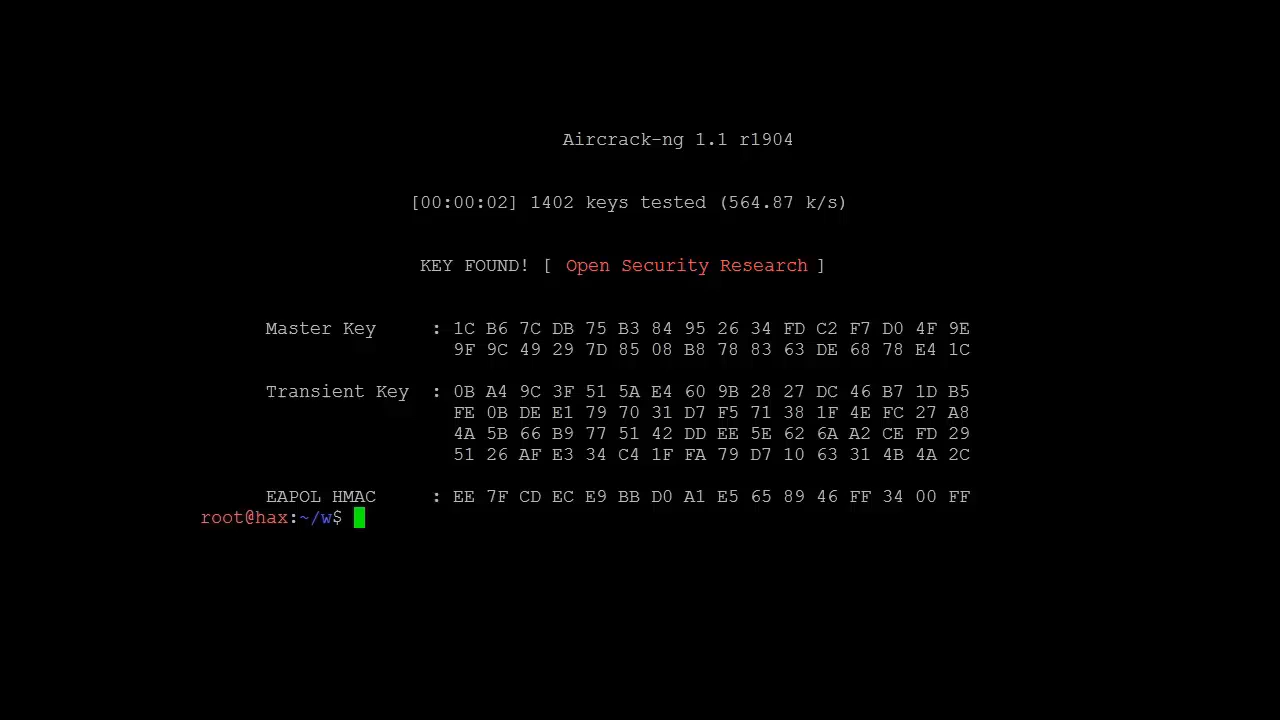 Aircrack-ng 1.1 r1904
[00:00:02] 1402 keys tested (564.87 k/s)
KEY FOUND! [ Open Security Research ]
Master Key : 1C B6 7C DB 75 B3 84 95 26 34 FD C2 F7 D0 4F 9E
9F 9C 49 29 7D 85 08 B8 78 83 63 DE 68 78 E4 1C
Transient Key : 0B A4 9C 3F 51 5A E4 60 9B 28 27 DC 46 B7 1D B5
FE 0B DE E1 79 70 31 D7 F5 71 38 1F 4E FC 27 A8
4A 5B 66 B9 77 51 42 DD EE 5E 62 6A A2 CE FD 29
51 26 AF E3 34 C4 1F FA 79 D7 10 63 31 4B 4A 2C
EAPOL HMAC : EE 7F CD EC E9 BB D0 A1 E5 65 89 46 FF 34 00 FF
root@hax:~/w$